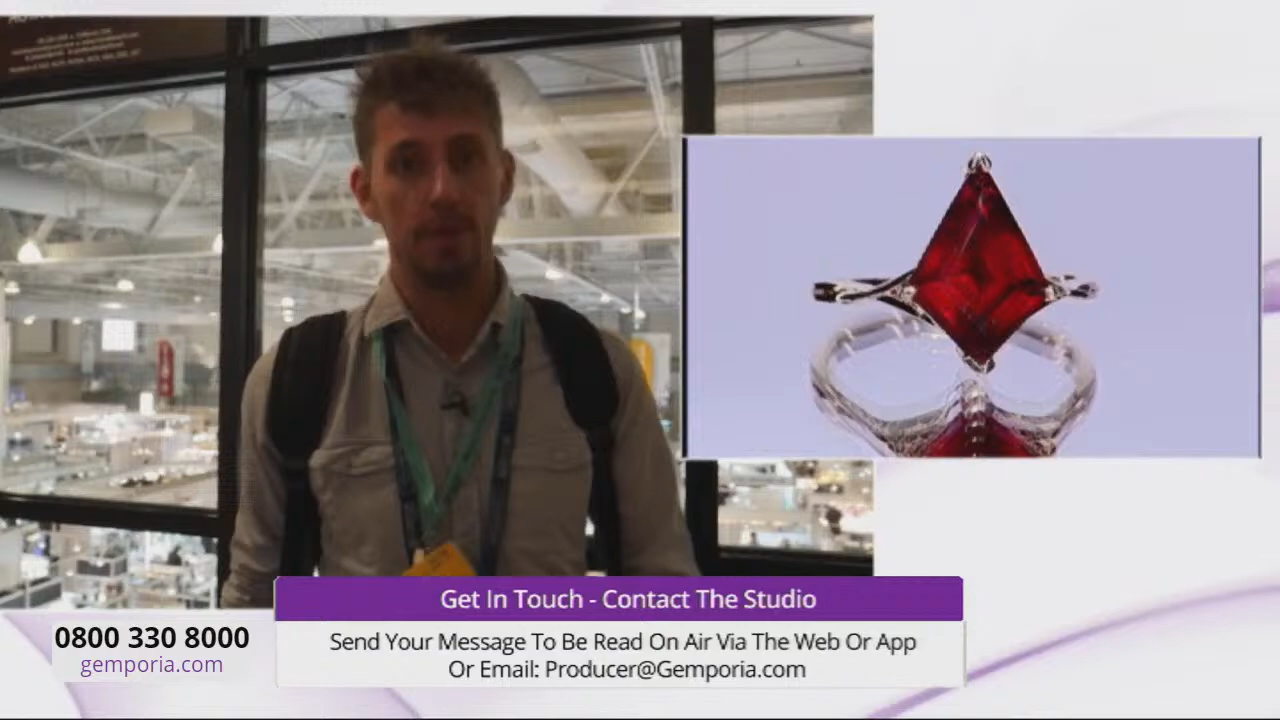 Get In Touch - Contact The Studio
0800 330 8000
gemporia.com
Send Your Message To Be Read On Air Via The Web Or App
Or Email: Producer@Gemporia.com